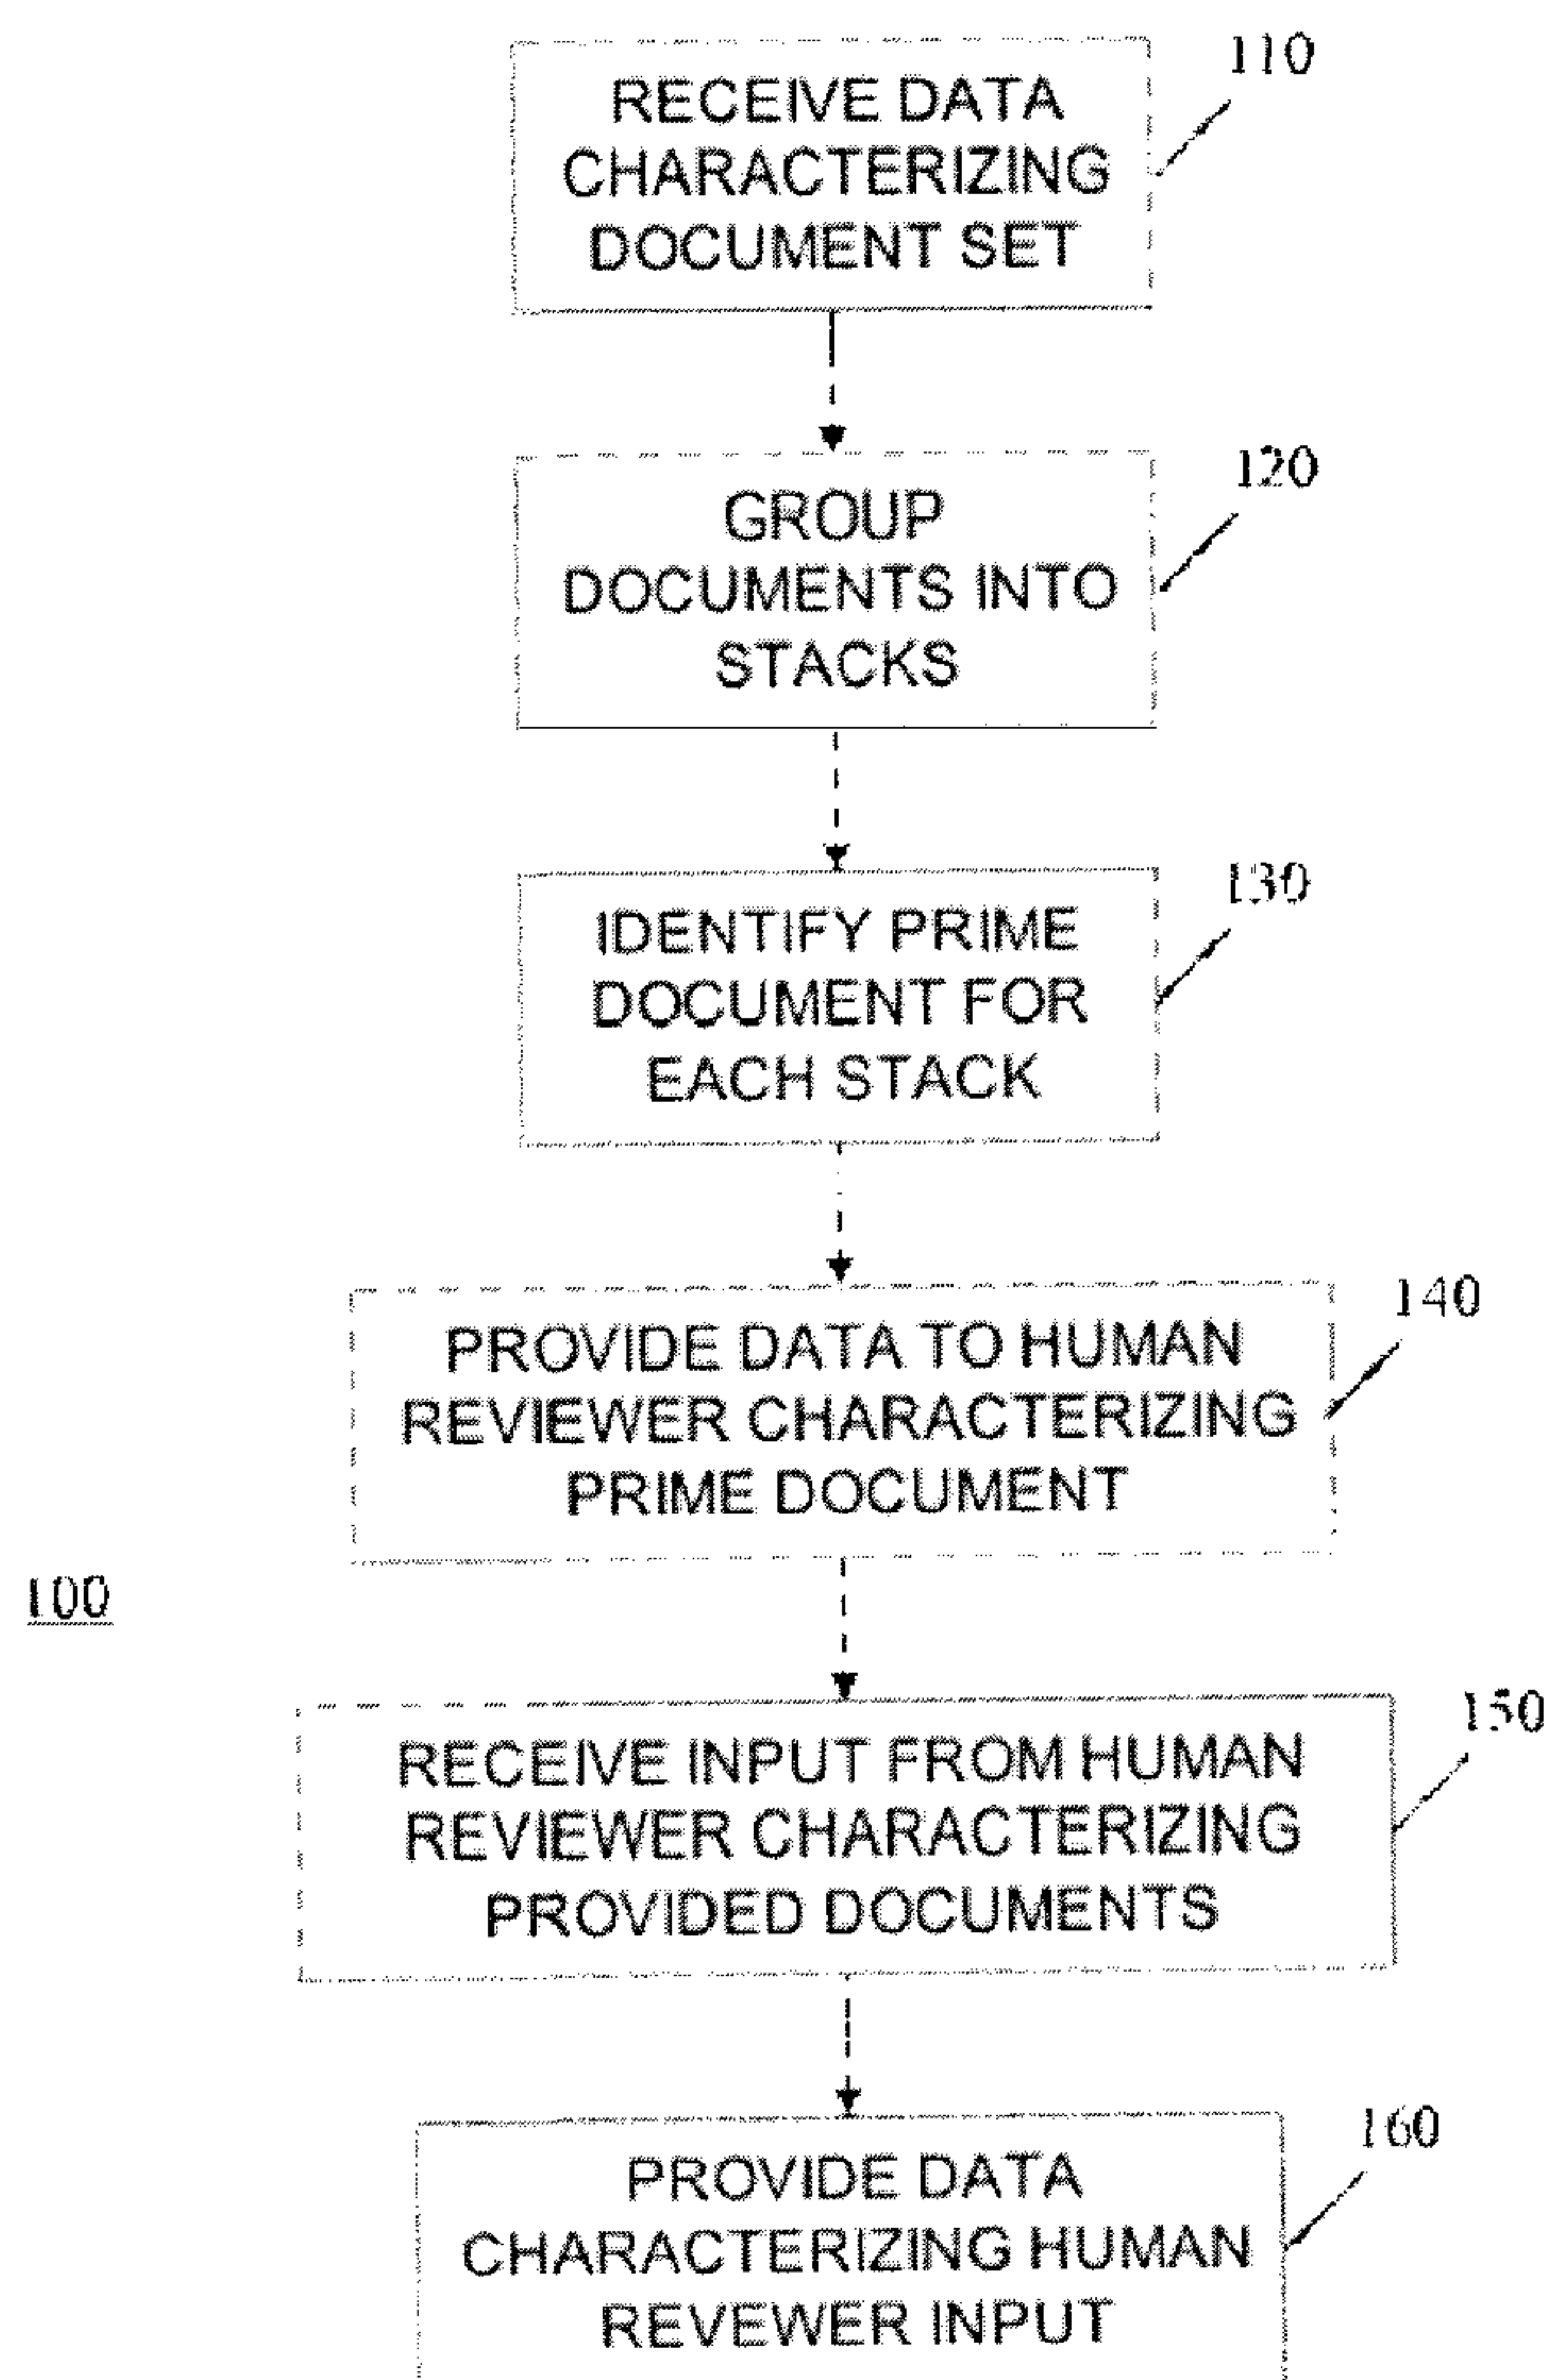 110
RECEIVE DATA
CHARACTERIZING
DOCUMENT SET
120
GROUP
DOCUMENTS INTO
STACKS
130
IDENTIFY PRIME
DOCUMENT FOR
EACH STACK
140
PROVIDE DATA TO HUMAN
REVIEWER CHARACTERIZING
PRIME DOCUMENT
100
150
RECEIVE INPUT FROM HUMAN
REVIEWER CHARACTERIZING
PROVIDED DOCUMENTS
160
PROVIDE DATA
CHARACTERIZING HUMAN
REVEWER INPUT